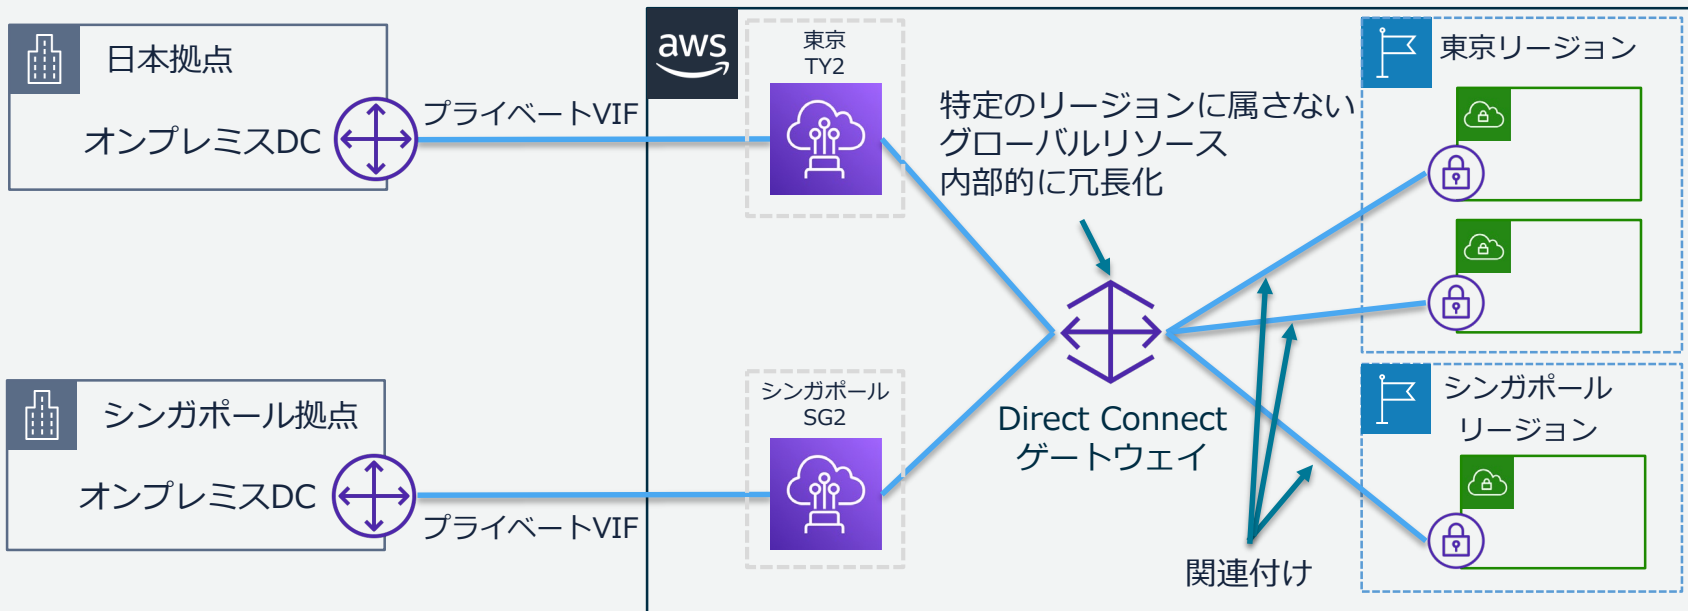 日本拠点
オンプレミスDC
プライベートVIF
aws
東京
TY2
特定のリージョンに属さない
グローバルリソース
内部的に冗長化
東京リージョン
シンガポール拠点
オンプレミスDC
プライベートVIF
シンガポール
SG2
Direct Connect
ゲートウェイ
関連付け
シンガポール
リージョン